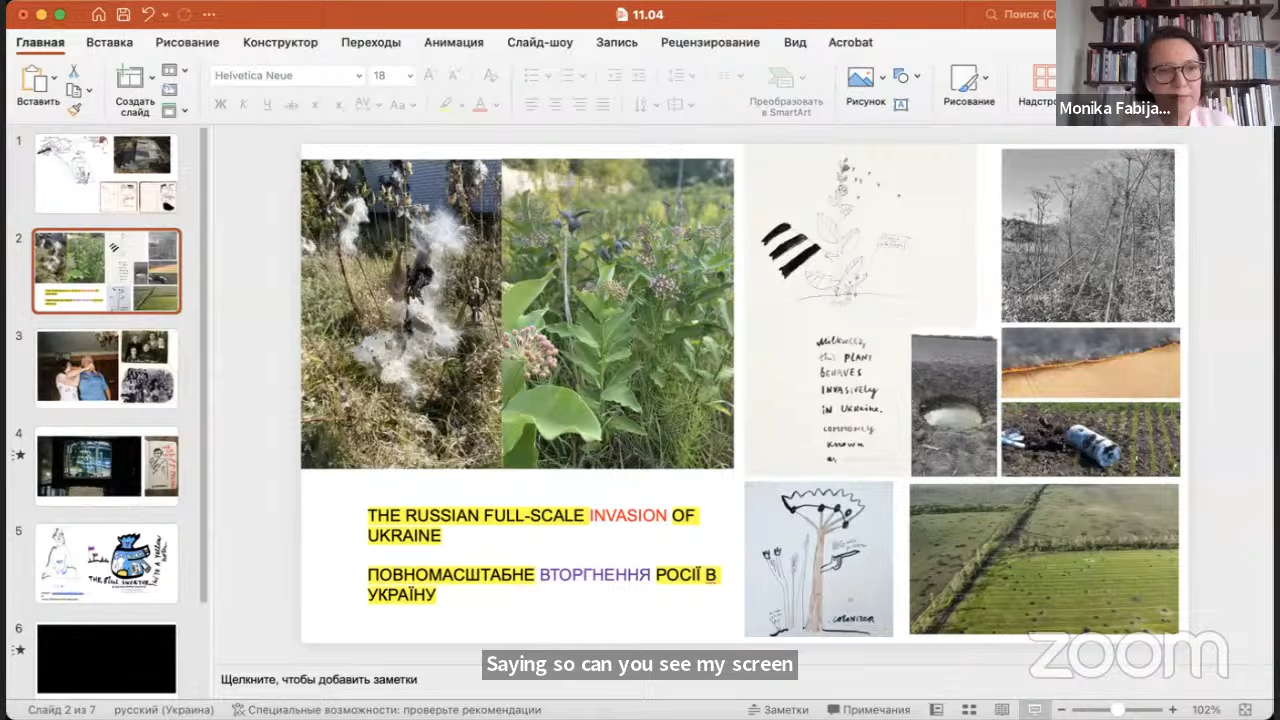 11.04
Поиск (С
Главная
Вставка
Рисование
Конструктор
Переходы
Анимация
Слайд-шоу
Запись
Рецензирование
Вид
Acrobat
Вставить
Создать
слайд
Helvetica Neue
18
Ж К Ч
Преобразовать
в SmartArt
Рисунок
Рисование
Надстро
Monika Fabija...
1
2
3
4
5
6
MILKWEED,
this PLANT
BEHAVES
INVASIVELY
IN UKRAINE.
COMMONLY
KNOWN
as
THE RUSSIAN FULL-SCALE INVASION OF
UKRAINE
ПОВНОМАСШТАБНЕ ВТОРГНЕННЯ РОСІЇ В
УКРАЇНУ
COLONIZER
zoom
Saying so can you see my screen
Щелкните, чтобы добавить заметки
Слайд 2 из 7
русский (Украина)
Специальные возможности: проверьте рекомендации
Заметки
Примечания
102%